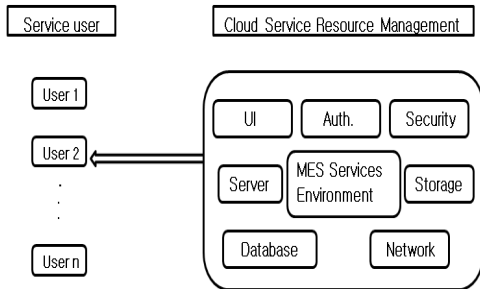 Service user
Cloud Service Resource Management
User 1
User 2
.
.
.
User n
UI
Auth.
Security
Server
MES Services
Environment
Storage
Database
Network